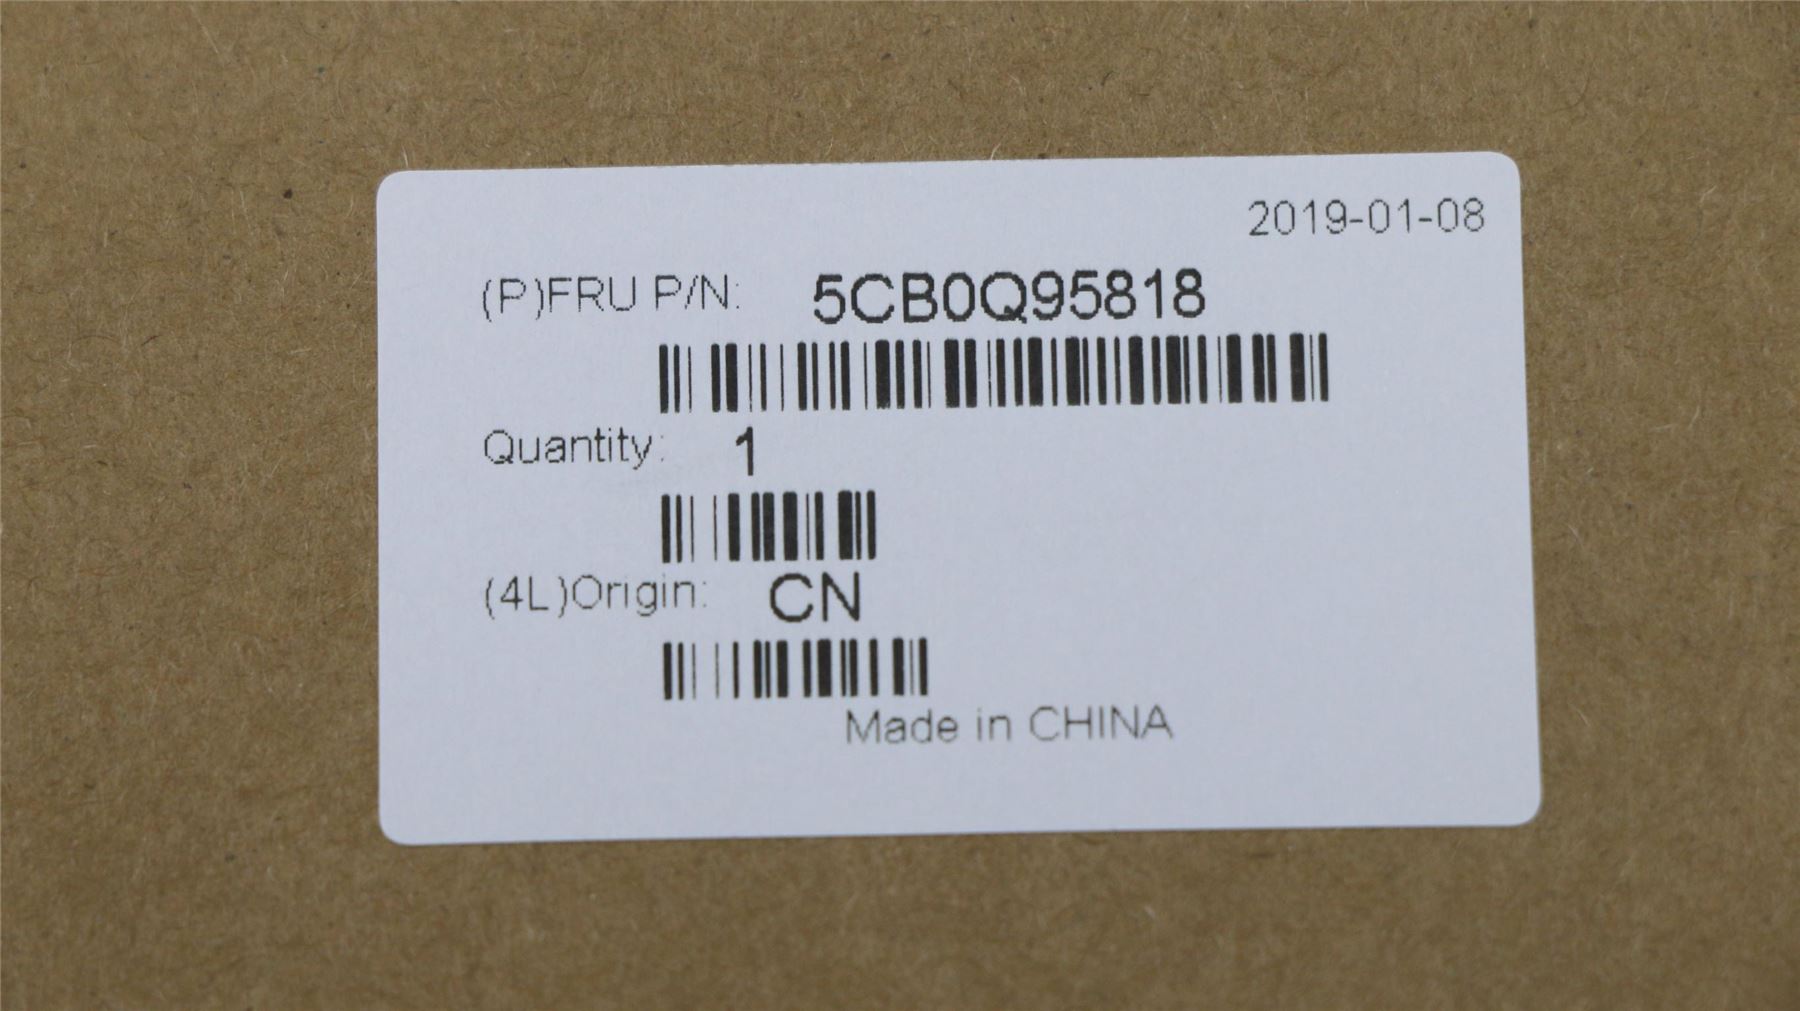 2019-01-08
(P)FRU P/N: 5CB0Q95818
Quantity: 1
(4L)Origin: CN
Made in CHINA